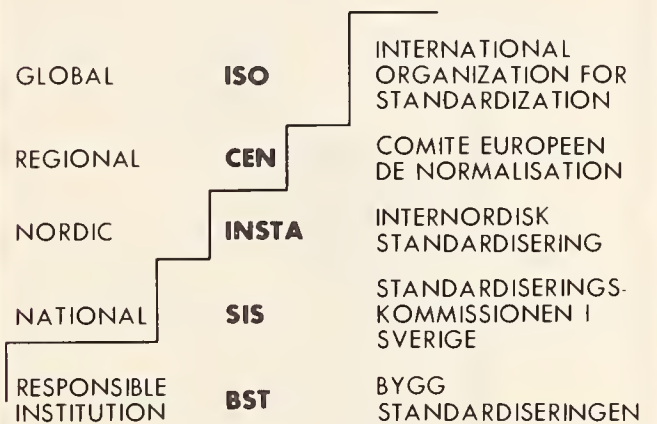 GLOBAL
ISO
INTERNATIONAL
ORGANIZATION FOR
STANDARDIZATION
REGIONAL
CEN
COMITE EUROPEEN
DE NORMALISATION
NORDIC
INSTA
INTERNORDISK
STANDARDISERING
NATIONAL
SIS
STANDARDISERINGS-
KOMMISSIONEN I
SVERIGE
RESPONSIBLE
INSTITUTION
BST
BYGG
STANDARDISERINGEN